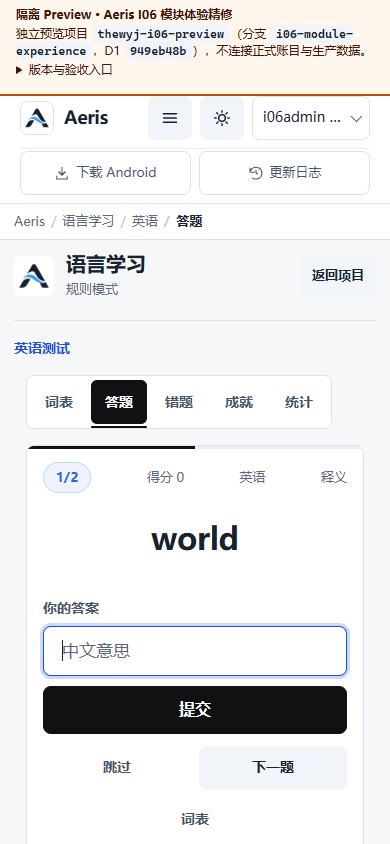 隔离 Preview · Aeris I06 模块体验精修
独立预览项目 thewyj-i06-preview （分支 i06-module-
experience ，D1 949eb48b ），不连接正式账目与生产数据。
▶ 版本与验收入口
Aeris
i06admin ...
下载 Android
更新日志
Aeris / 语言学习 / 英语 / 答题
语言学习
规则模式
返回项目
英语测试
词表 答题 错题 成就 统计
1/2 得分 0 英语 释义
world
你的答案
中文意思
提交
跳过 下一题
词表